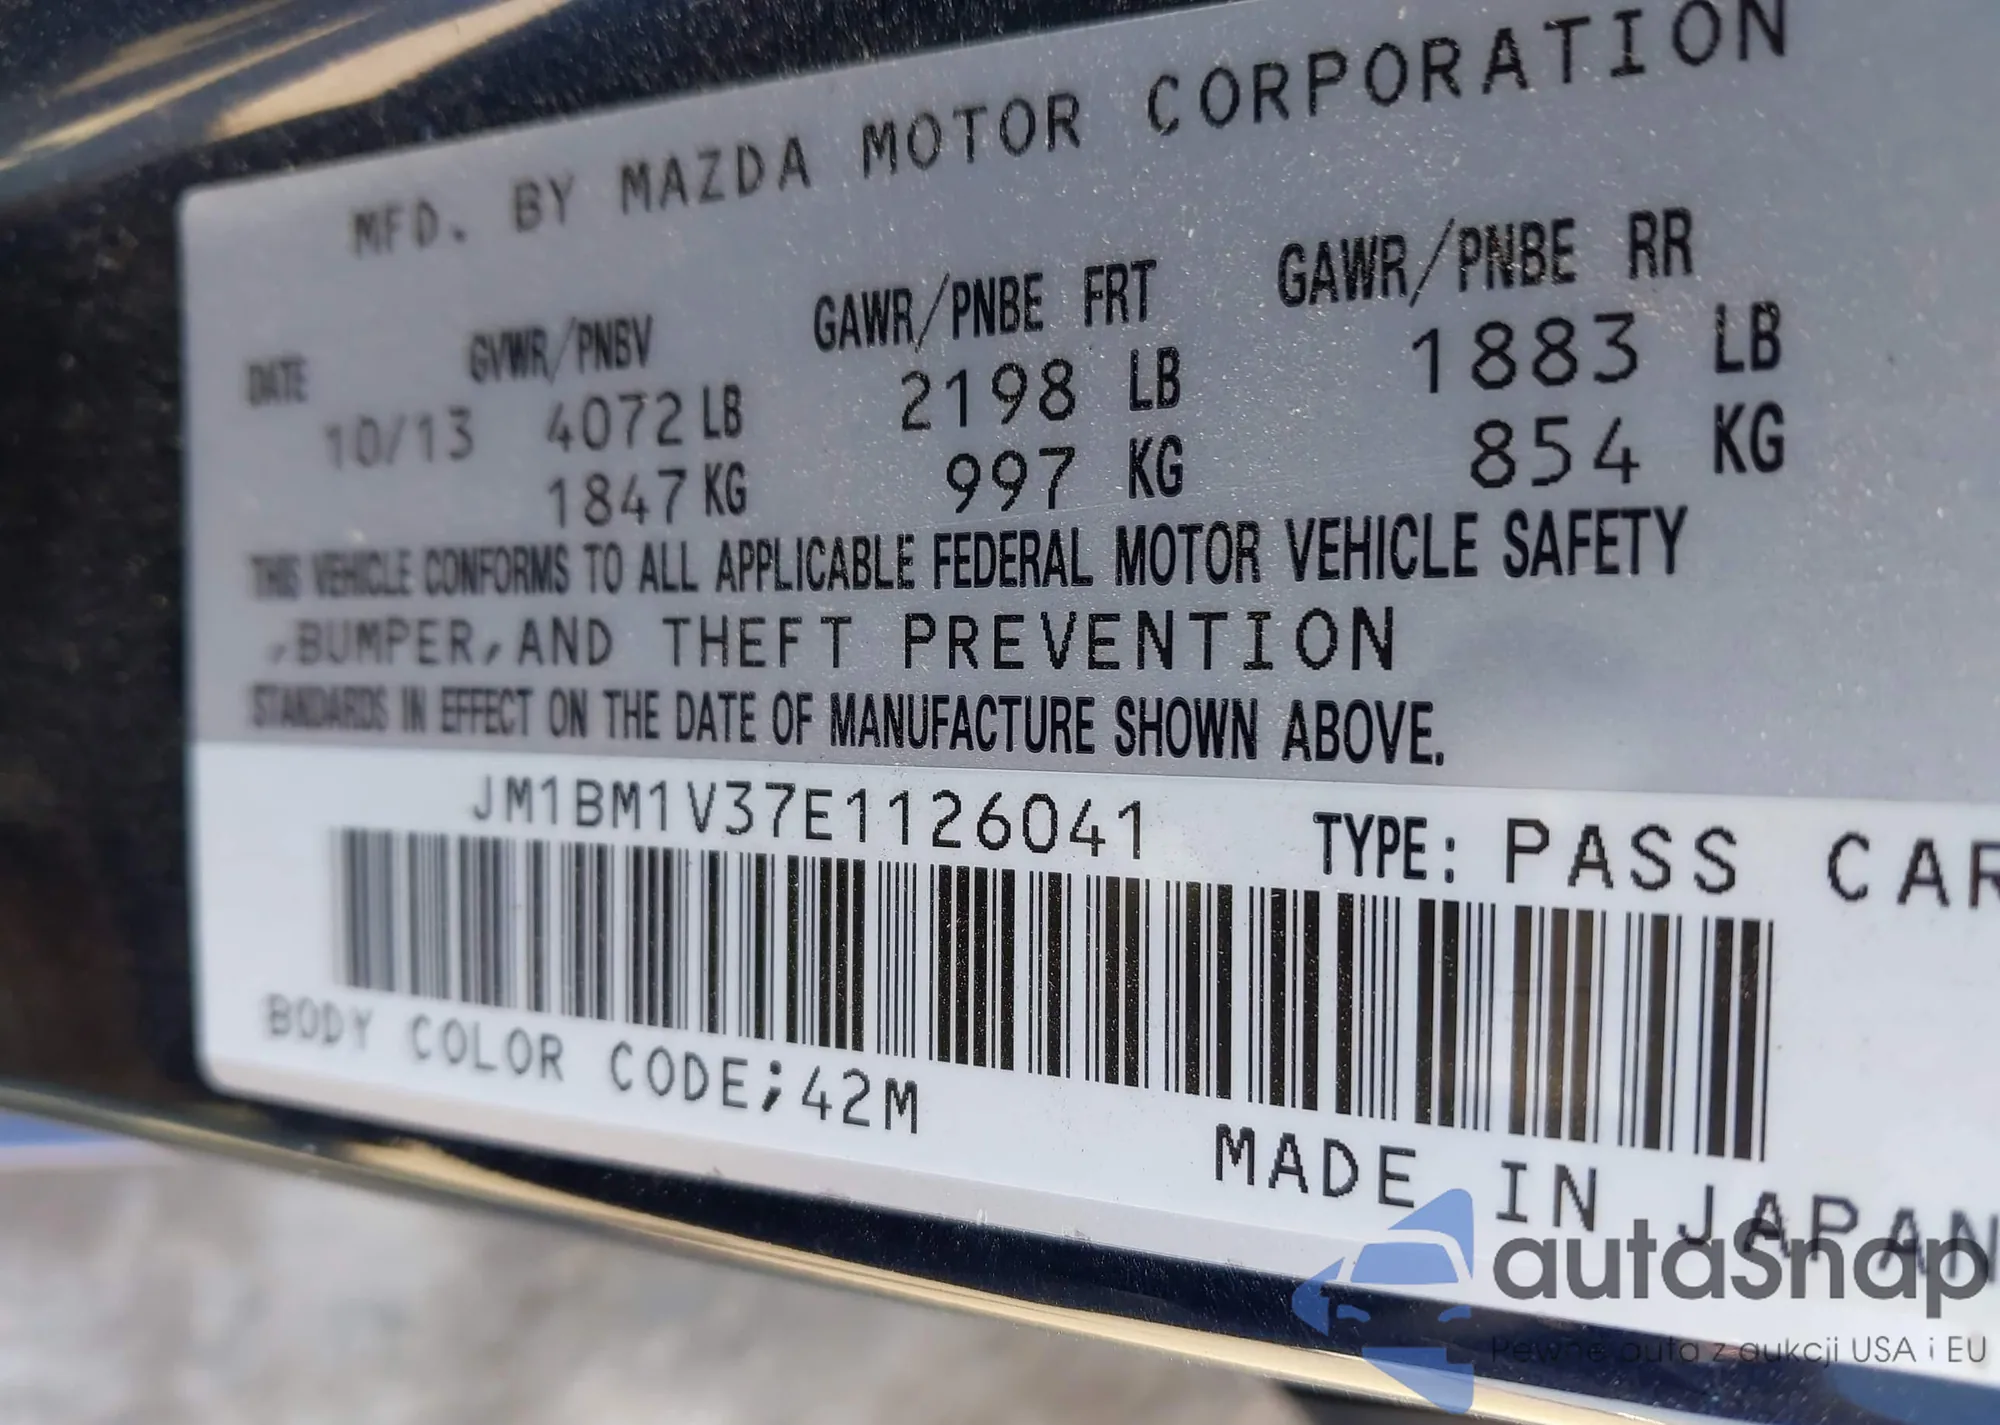 MFD. BY MAZDA MOTOR CORPORATION
DATE GVWR/PNBV GAWR/PNBE FRT GAWR/PNBE RR
10/13 4072 LB 2198 LB 1883 LB
1847 KG 997 KG 854 KG
THIS VEHICLE CONFORMS TO ALL APPLICABLE FEDERAL MOTOR VEHICLE SAFETY
,BUMPER,AND THEFT PREVENTION
STANDARDS IN EFFECT ON THE DATE OF MANUFACTURE SHOWN ABOVE.
JM1BM1V37E1126041 TYPE: PASS CAR
BODY COLOR CODE;42M
MADE IN JAPAN
autaSnap
Pewne auta z aukcji USA i EU